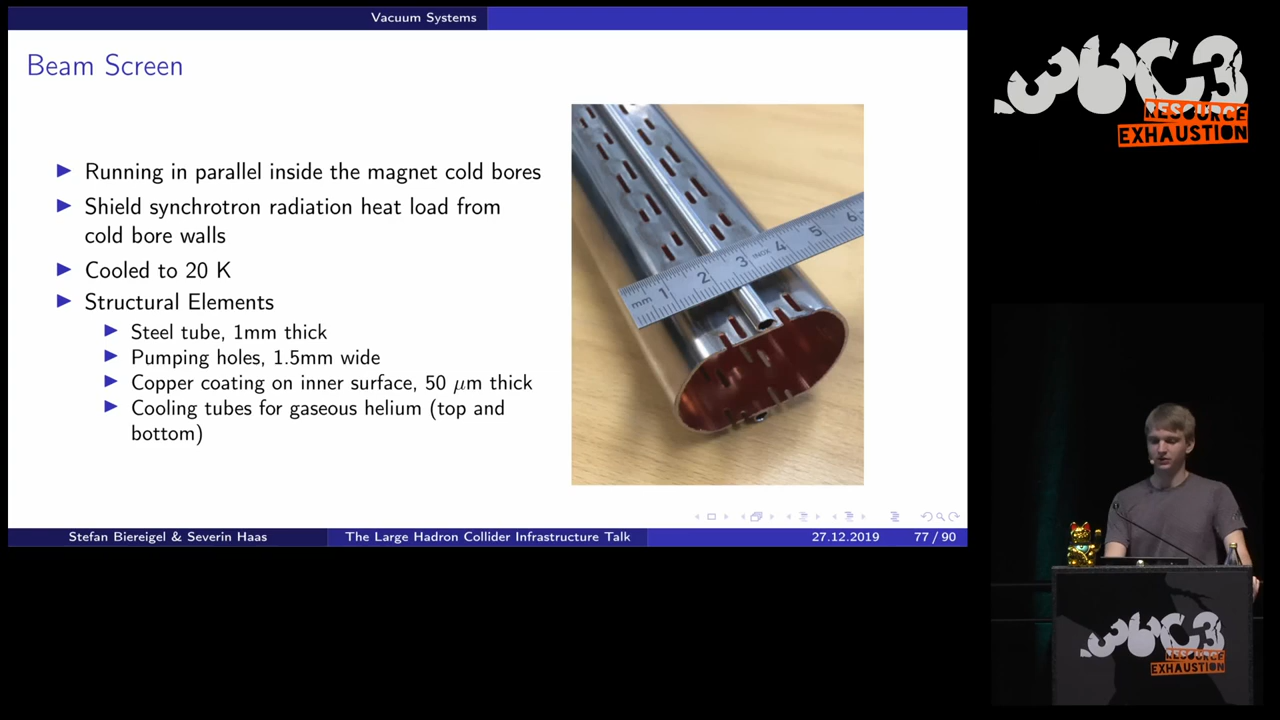 Vacuum Systems
Beam Screen
Running in parallel inside the magnet cold bores
Shield synchrotron radiation heat load from
cold bore walls
Cooled to 20 K
Structural Elements
Steel tube, 1mm thick
Pumping holes, 1.5mm wide
Copper coating on inner surface, 50 μm thick
Cooling tubes for gaseous helium (top and
bottom)
mm 1 2 3 INOX 4 5 6
Stefan Biereigel & Severin Haas
The Large Hadron Collider Infrastructure Talk
27.12.2019
77 / 90
36C3
RESOURCE
EXHAUSTION
36C3
RESOURCE
EXHAUSTION